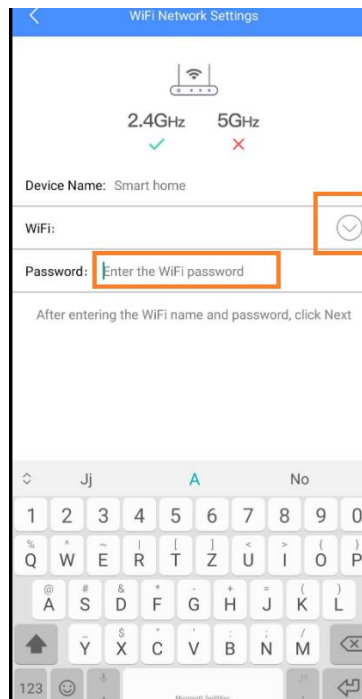 WiFi Network Settings
2.4GHz 5GHz
Device Name: Smart home
WiFi:
Password: Enter the WiFi password
After entering the WiFi name and password, click Next
Jj A No
1 2 3 4 5 6 7 8 9 0
Q W E R T Z U I O P
A S D F G H J K L
Y X C V B N M
123 Microsoft SwiftKey